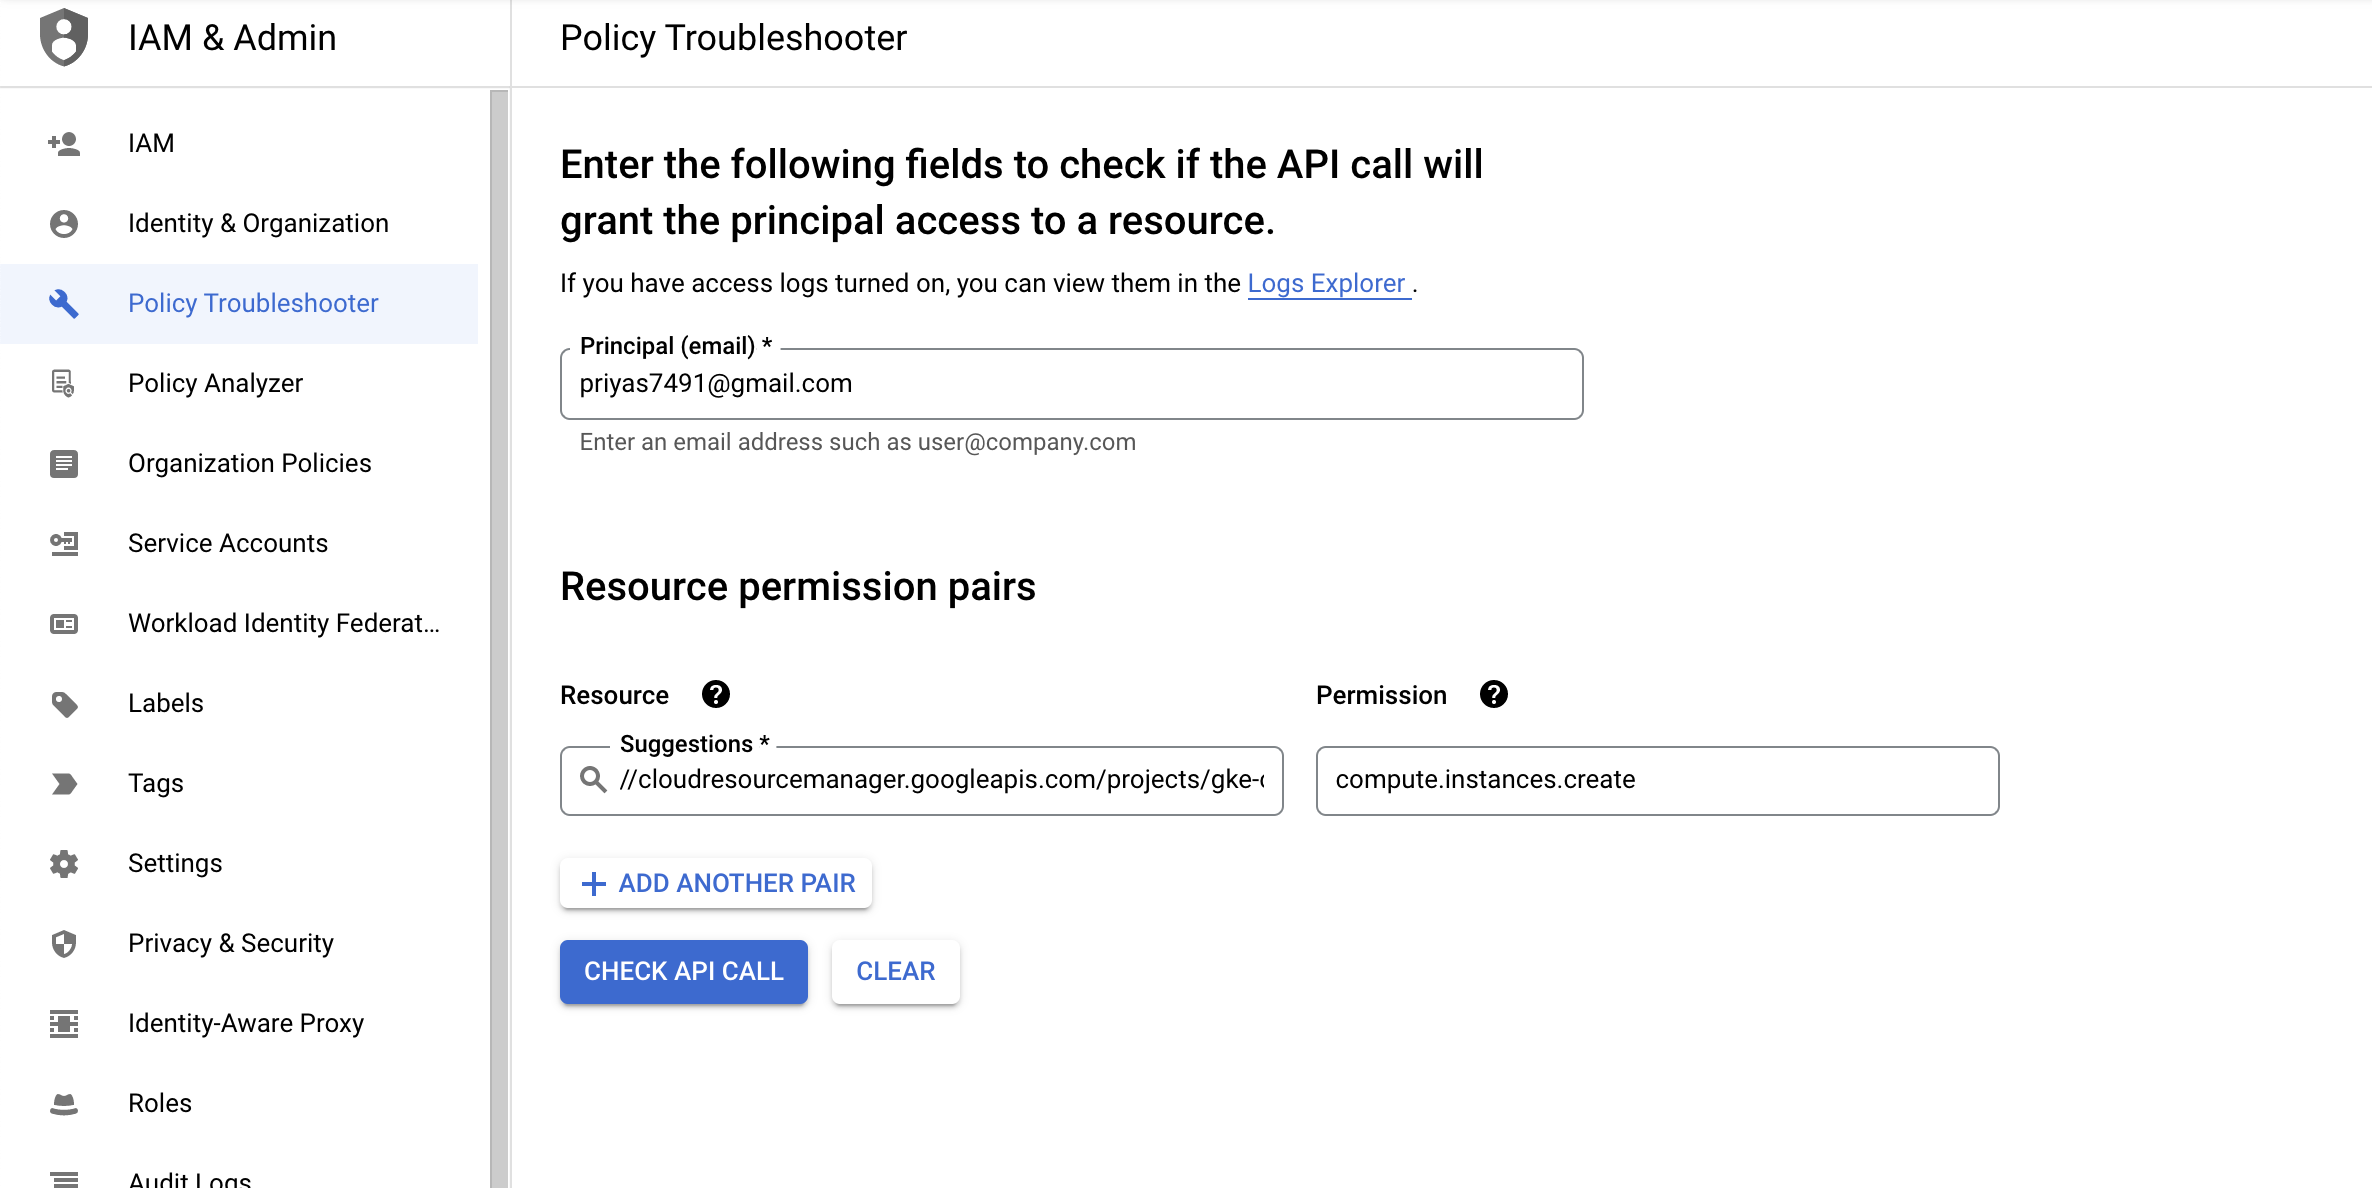 IAM & Admin
Policy Troubleshooter
IAM
Identity & Organization
Policy Troubleshooter
Policy Analyzer
Organization Policies
Service Accounts
Workload Identity Federat...
Labels
Tags
Settings
Privacy & Security
Identity-Aware Proxy
Roles
Audit Logs
Enter the following fields to check if the API call will
grant the principal access to a resource.
If you have access logs turned on, you can view them in the Logs Explorer .
Principal (email) *
priyas7491@gmail.com
Enter an email address such as user@company.com
Resource permission pairs
Resource
Permission
Suggestions *
//cloudresourcemanager.googleapis.com/projects/gke-
compute.instances.create
ADD ANOTHER PAIR
CHECK API CALL
CLEAR